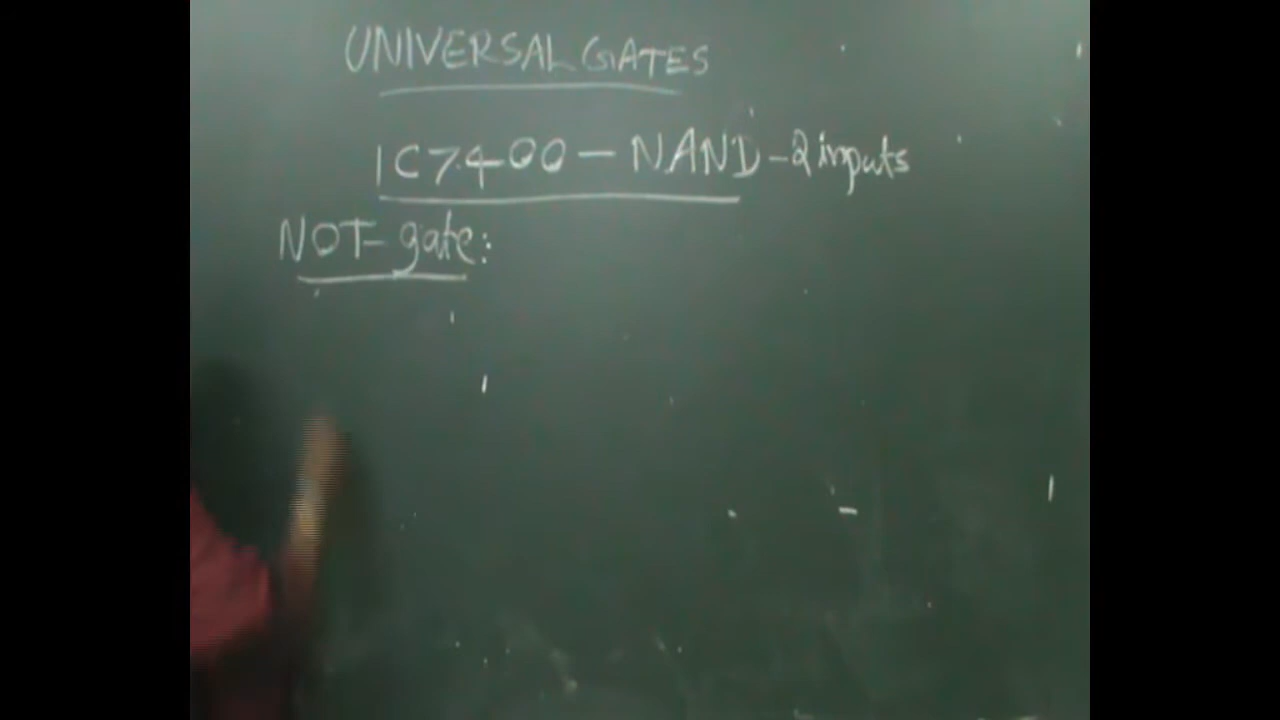 UNIVERSAL GATES
IC7400 - NAND - 2 inputs
NOT- gate: